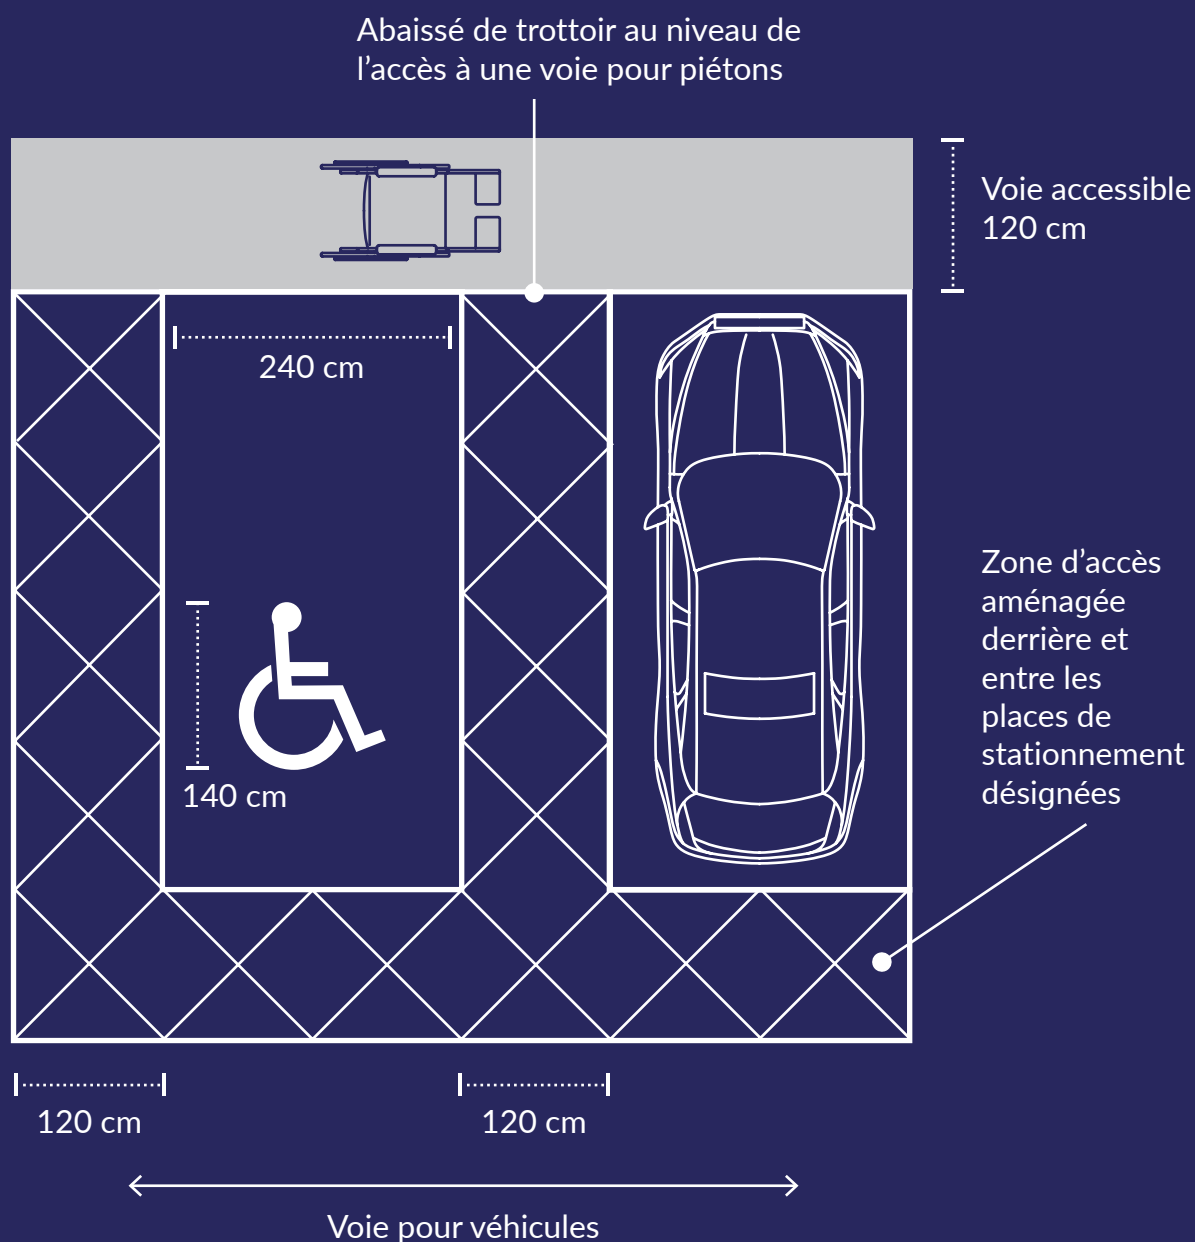 Abaissé de trottoir au niveau de
l’accès à une voie pour piétons
Voie accessible
120 cm
240 cm
Zone d’accès
aménagée
derrière et
entre les
places de
stationnement
désignées
140 cm
120 cm
120 cm
Voie pour véhicules